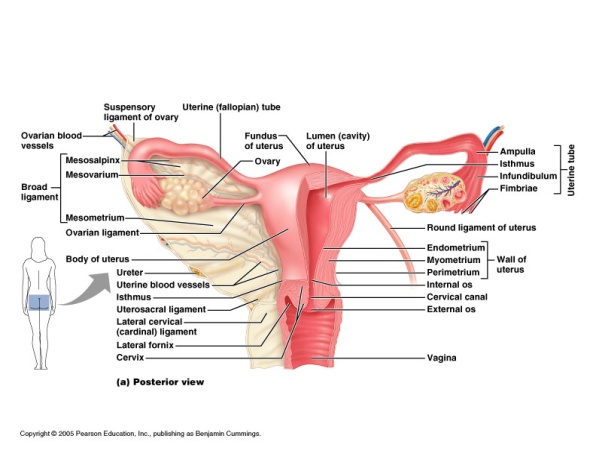 Suspensory
ligament of ovary
Uterine (fallopian) tube
Ovarian blood
vessels
Fundus
of uterus
Lumen (cavity)
of uterus
Mesosalpinx
Ovary
Mesovarium
Broad
ligament
Mesometrium
Ovarian ligament
Body of uterus
Ureter
Uterine blood vessels
Isthmus
Uterosacral ligament
Lateral cervical
(cardinal) ligament
Lateral fornix
Cervix
Ampulla
Isthmus
Infundibulum
Fimbriae
Uterine tube
Round ligament of uterus
Endometrium
Myometrium
Perimetrium
Wall of
uterus
Internal os
Cervical canal
External os
Vagina
(a) Posterior view
Copyright © 2005 Pearson Education, Inc., publishing as Benjamin Cummings.